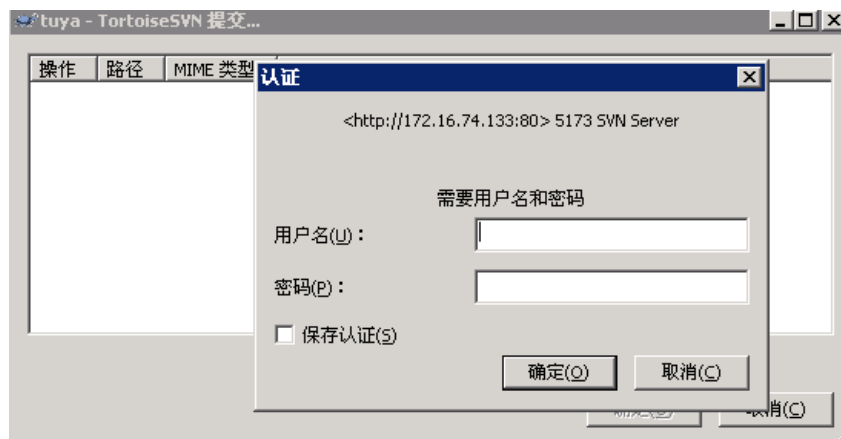 tuya - TortoiseSVN 提交...
操作 路径 MIME 类型
认证
<http://172.16.74.133:80> 5173 SVN Server
需要用户名和密码
用户名(U)：
密码(P)：
保存认证(S)
确定(O) 取消(C)
取消(C)